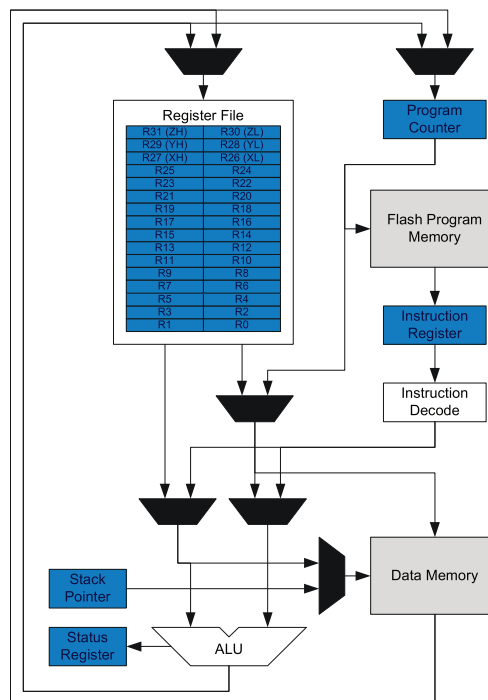 Register File
R31 (ZH) R30 (ZL)
R29 (YH) R28 (YL)
R27 (XH) R26 (XL)
R25 R24
R23 R22
R21 R20
R19 R18
R17 R16
R15 R14
R13 R12
R11 R10
R9 R8
R7 R6
R5 R4
R3 R2
R1 R0
Program
Counter
Flash Program
Memory
Instruction
Register
Instruction
Decode
Data Memory
Stack
Pointer
Status
Register
ALU